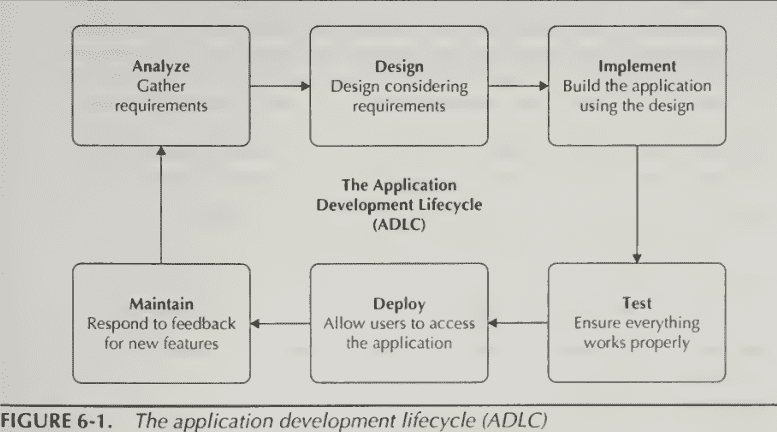 Analyze
Gather
requirements
Design
Design considering
requirements
Implement
Build the application
using the design
The Application
Development Lifecycle
(ADLC)
Maintain
Respond to feedback
for new features
Deploy
Allow users to access
the application
Test
Ensure everything
works properly
FIGURE 6-1. The application development lifecycle (ADLC)